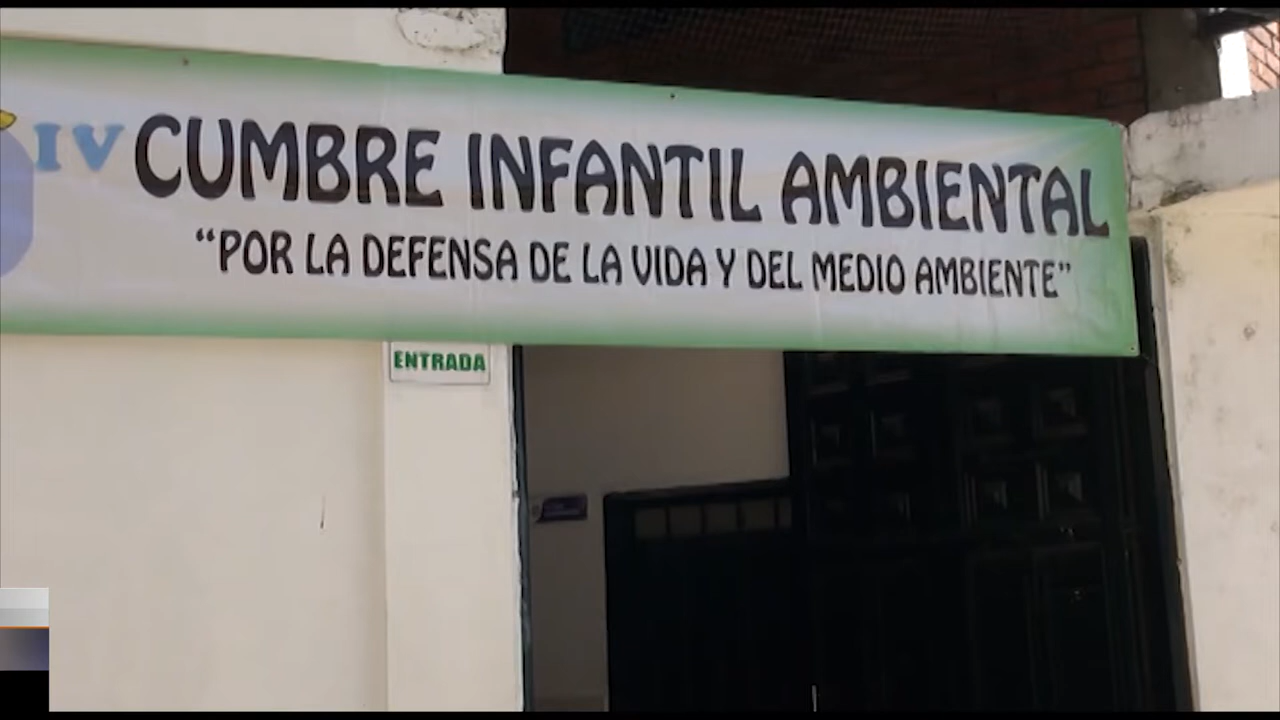 IV CUMBRE INFANTIL AMBIENTAL
“POR LA DEFENSA DE LA VIDA Y DEL MEDIO AMBIENTE”
ENTRADA